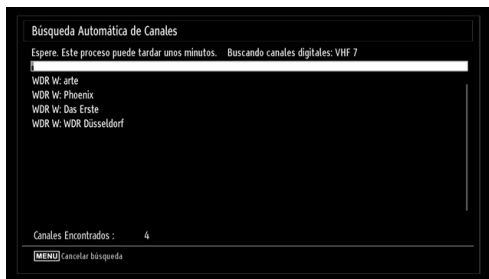 Búsqueda Automática de Canales
Espere. Este proceso puede tardar unos minutos. Buscando canales digitales: VHF 7
WDR W: arte
WDR W: Phoenix
WDR W: Das Erste
WDR W: WDR Düsseldorf
Canales Encontrados : 4
MENU Cancelar búsqueda